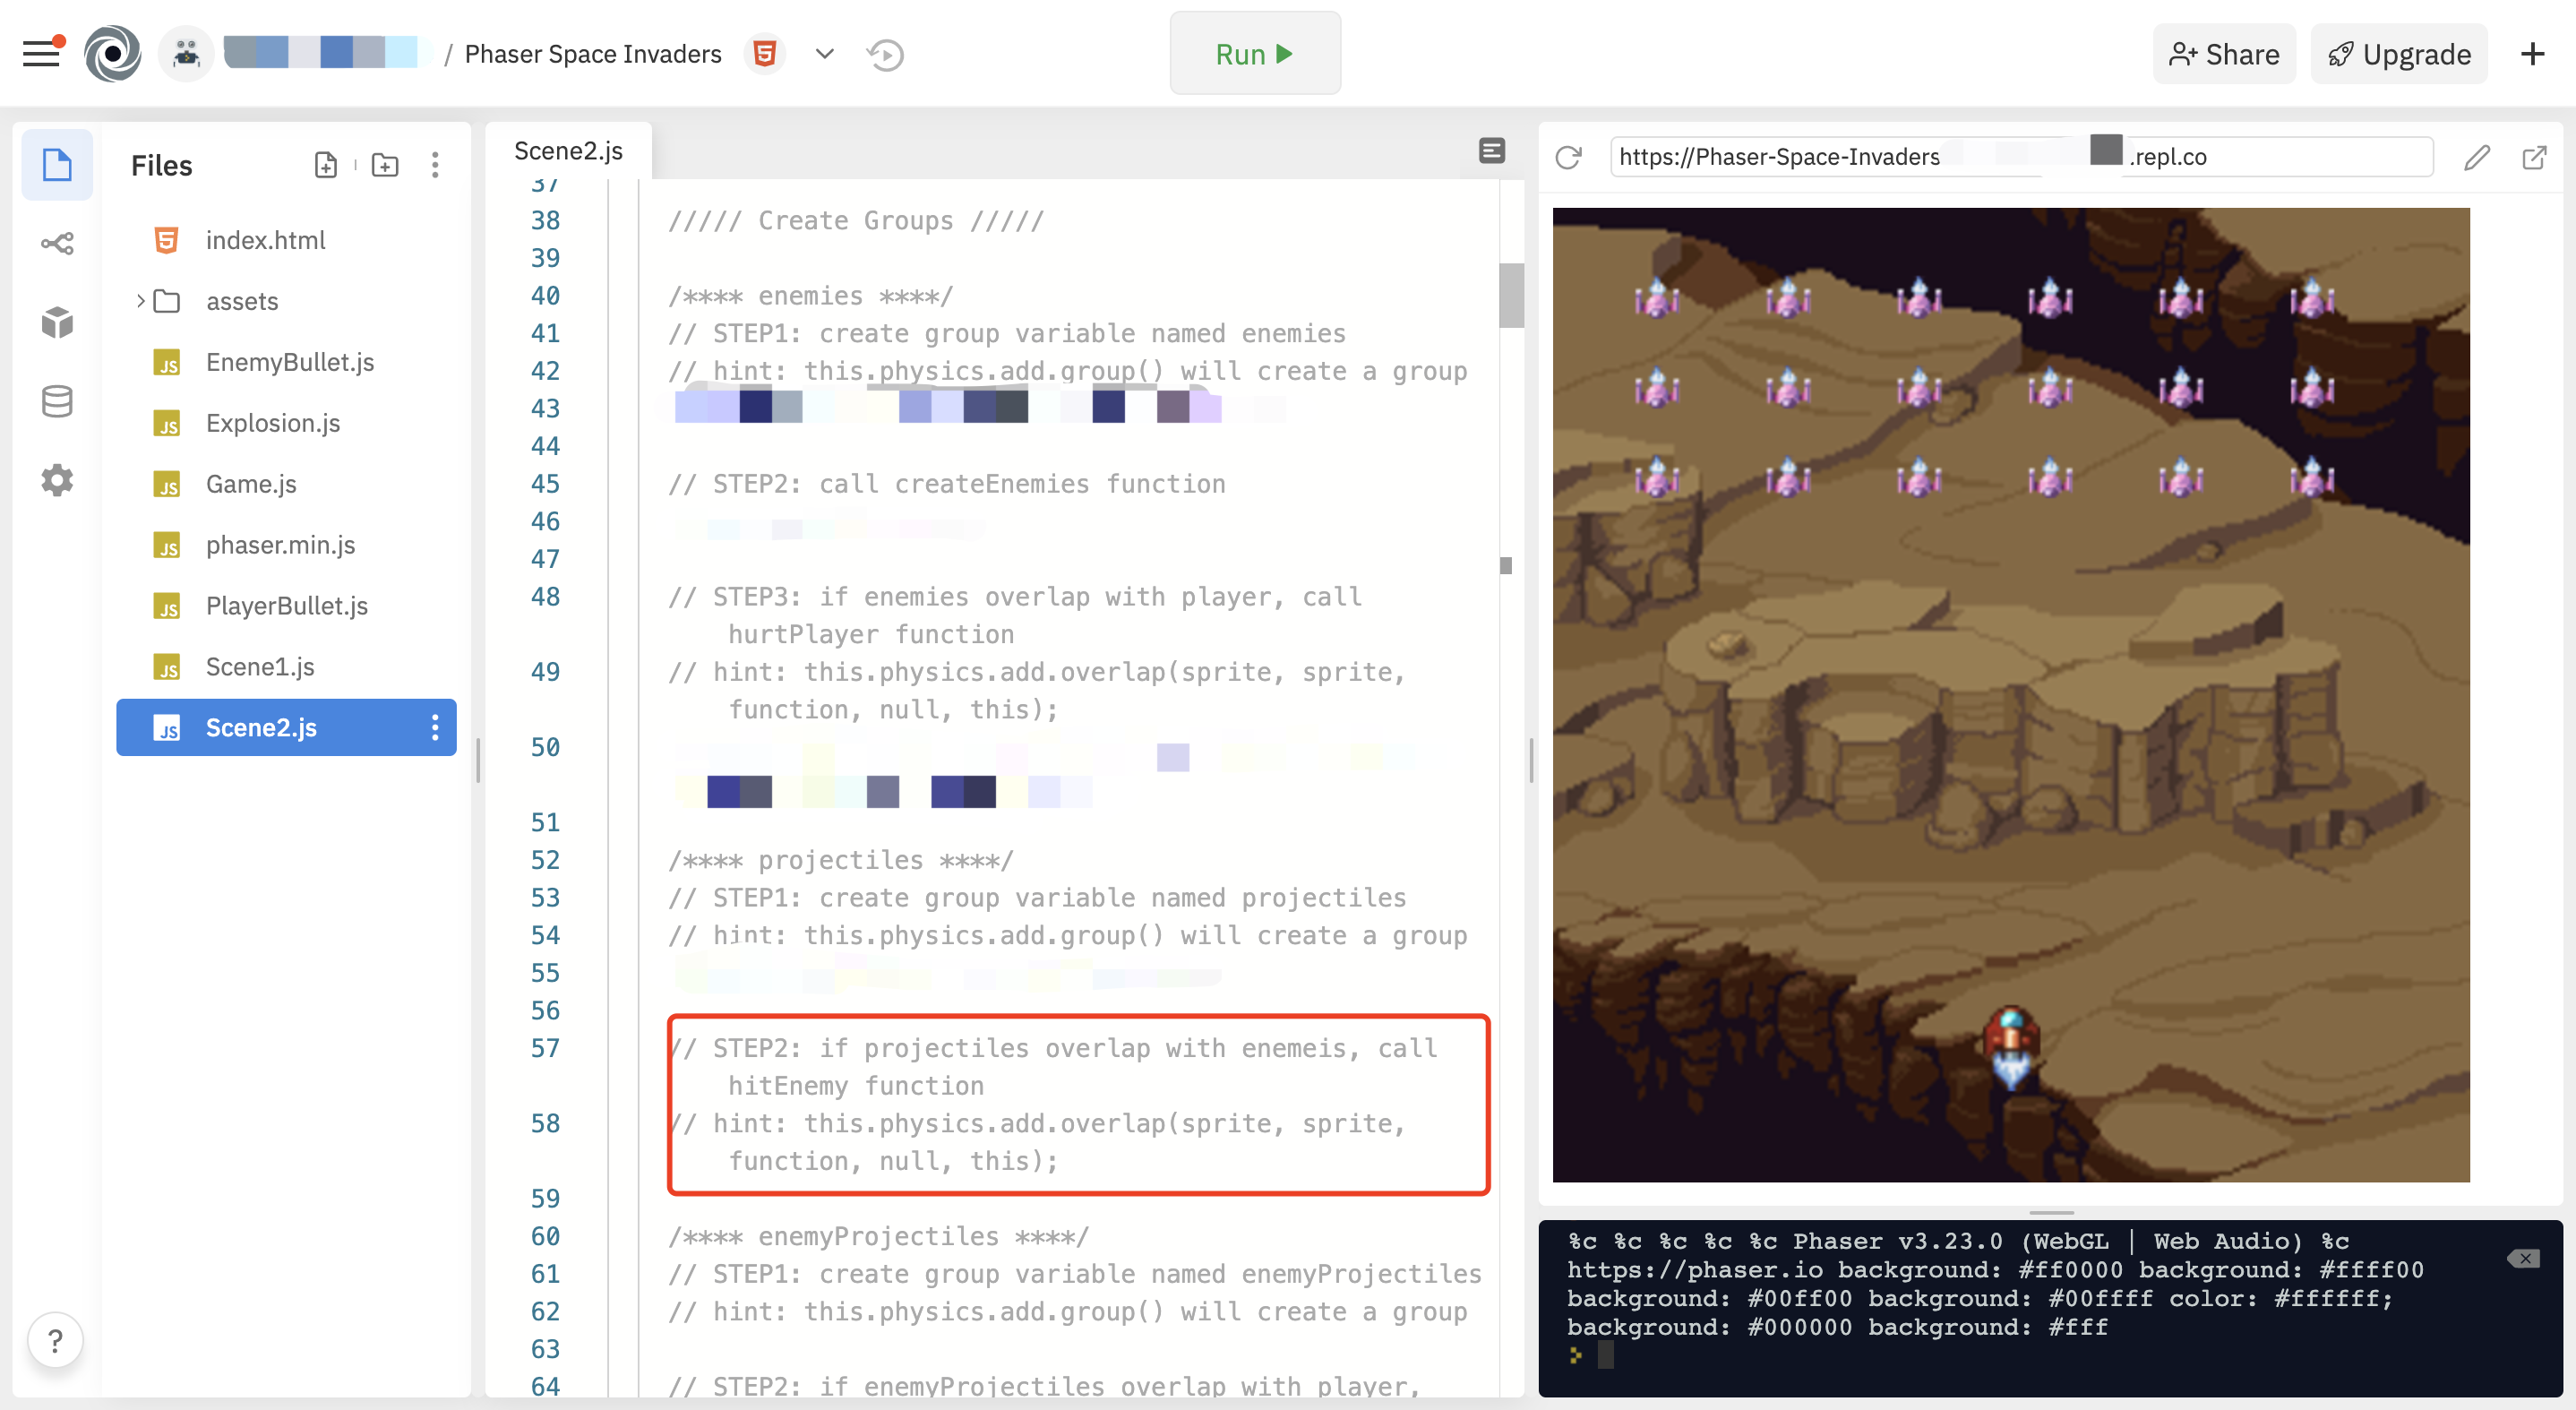 / Phaser Space Invaders
Run
Share
Upgrade
Files
index.html
assets
EnemyBullet.js
Explosion.js
Game.js
phaser.min.js
PlayerBullet.js
Scene1.js
Scene2.js
?
Scene2.js
37
38 ///// Create Groups /////
39
40 /**** enemies ****/
41 // STEP1: create group variable named enemies
42 // hint: this.physics.add.group() will create a group
43
44
45 // STEP2: call createEnemies function
46
47
48 // STEP3: if enemies overlap with player, call
hurtPlayer function
49 // hint: this.physics.add.overlap(sprite, sprite,
function, null, this);
50
51
52 /**** projectiles ****/
53 // STEP1: create group variable named projectiles
54 // hint: this.physics.add.group() will create a group
55
56
57 // STEP2: if projectiles overlap with enemeis, call
hitEnemy function
58 // hint: this.physics.add.overlap(sprite, sprite,
function, null, this);
59
60 /**** enemyProjectiles ****/
61 // STEP1: create group variable named enemyProjectiles
62 // hint: this.physics.add.group() will create a group
63
64 // STEP2: if enemyProjectiles overlap with player,
https://Phaser-Space-Invaders .repl.co
%c %c %c %c %c Phaser v3.23.0 (WebGL | Web Audio) %c
https://phaser.io background: #ff0000 background: #ffff00
background: #00ff00 background: #00ffff color: #ffffff;
background: #000000 background: #fff